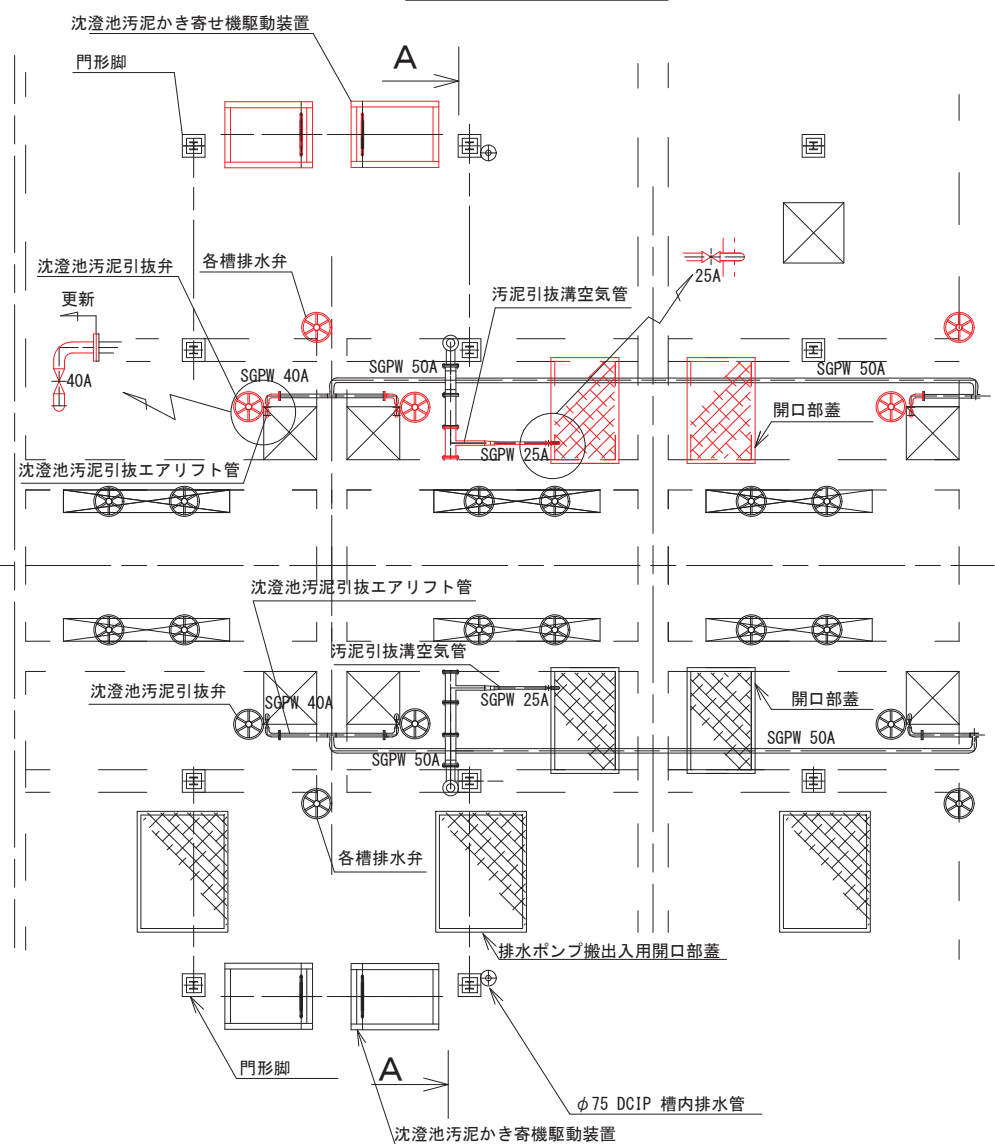 沈澄池汚泥かき寄せ機駆動装置
A
門形脚
沈澄池汚泥引抜弁
各槽排水弁
25A
汚泥引抜溝空気管
更新
40A
SGPW 40A
SGPW 50A
SGPW 50A
開口部蓋
SGPW 25A
沈澄池汚泥引抜エアリフト管
沈澄池汚泥引抜エアリフト管
汚泥引抜溝空気管
沈澄池汚泥引抜弁
SGPW 40A
SGPW 25A
開口部蓋
SGPW 50A
SGPW 50A
各槽排水弁
排水ポンプ搬出入用開口部蓋
門形脚
A
φ75 DCIP 槽内排水管
沈澄池汚泥かき寄機駆動装置